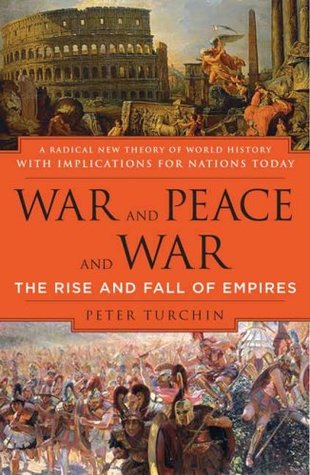 A RADICAL NEW THEORY OF WORLD HISTORY
WITH IMPLICATIONS FOR NATIONS TODAY
WAR AND PEACE
AND WAR
THE RISE AND FALL OF EMPIRES
PETER TURCHIN